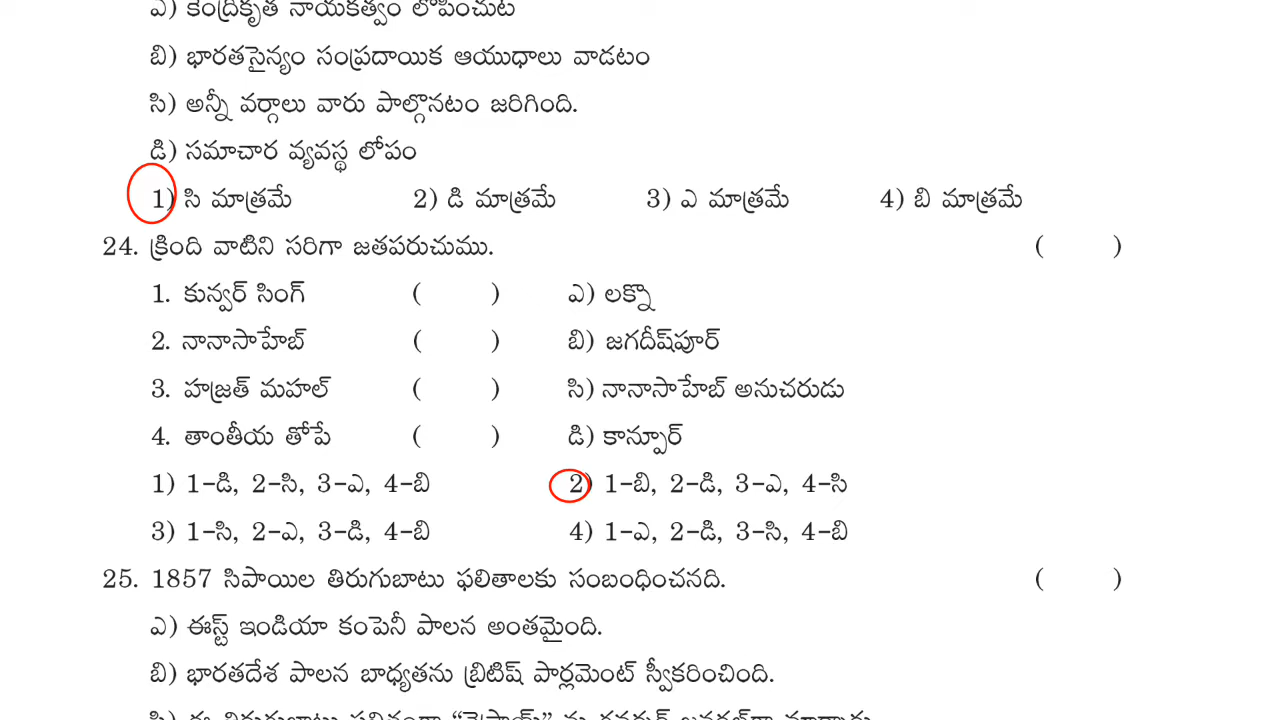 ఎ) కేంద్రీకృత నాయకత్వం లోపించుట
బి) భారతసైన్యం సంప్రదాయిక ఆయుధాలు వాడటం
సి) అన్నీ వర్గాలు వారు పాల్గొనటం జరిగింది.
డి) సమాచార వ్యవస్థ లోపం
1) సి మాత్రమే 2) డి మాత్రమే 3) ఎ మాత్రమే 4) బి మాత్రమే
24. క్రింది వాటిని సరిగా జతపరుచుము. ( )
1. కున్వర్ సింగ్ ( ) ఎ) లక్నొ
2. నానాసాహేబ్ ( ) బి) జగదీష్‌పూర్
3. హజ్రత్ మహల్ ( ) సి) నానాసాహేబ్ అనుచరుడు
4. తాంతీయ తోపే ( ) డి) కాన్పూర్
1) 1-డి, 2-సి, 3-ఎ, 4-బి 2) 1-బి, 2-డి, 3-ఎ, 4-సి
3) 1-సి, 2-ఎ, 3-డి, 4-బి 4) 1-ఎ, 2-డి, 3-సి, 4-బి
25. 1857 సిపాయిల తిరుగుబాటు ఫలితాలకు సంబంధించనది. ( )
ఎ) ఈస్ట్ ఇండియా కంపెనీ పాలన అంతమైంది.
బి) భారతదేశ పాలన బాధ్యతను బ్రిటిష్ పార్లమెంట్ స్వీకరించింది.